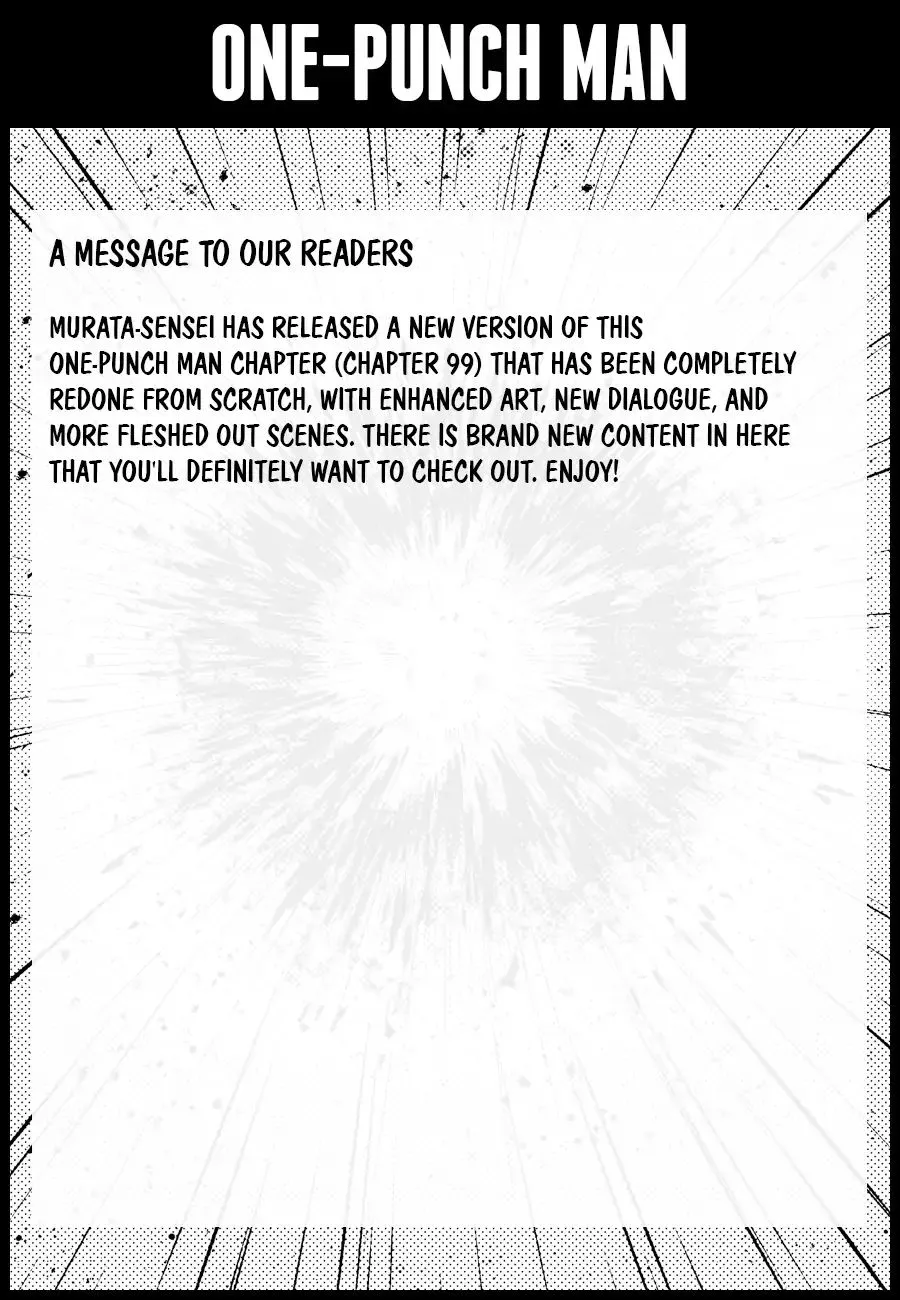 ONE-PUNCH MAN
A MESSAGE TO OUR READERS
MURATA-SENSEI HAS RELEASED A NEW VERSION OF THIS
ONE-PUNCH MAN CHAPTER (CHAPTER 99) THAT HAS BEEN COMPLETELY
REDONE FROM SCRATCH, WITH ENHANCED ART, NEW DIALOGUE, AND
MORE FLESHED OUT SCENES. THERE IS BRAND NEW CONTENT IN HERE
THAT YOU'LL DEFINITELY WANT TO CHECK OUT. ENJOY!